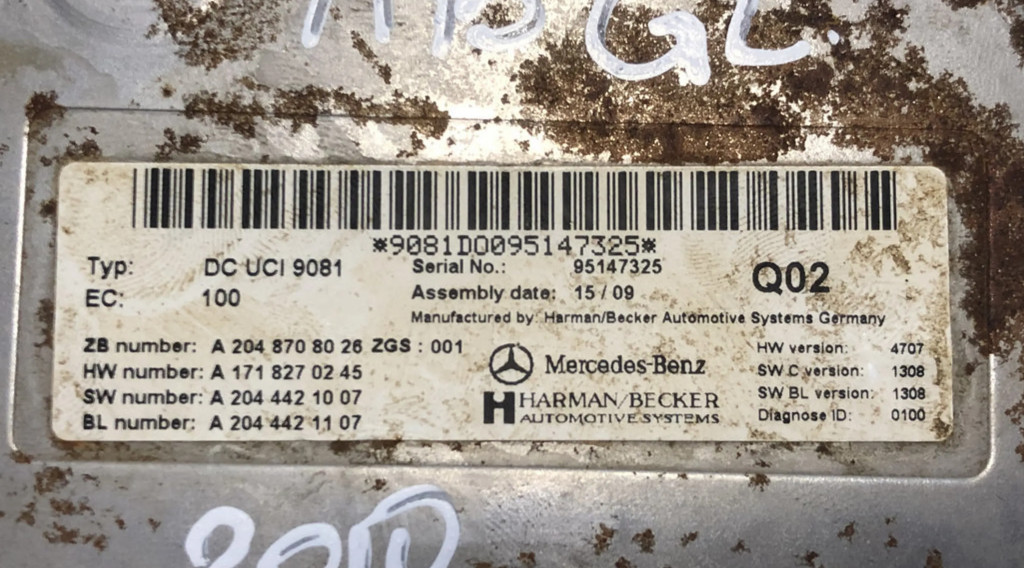 *9081DO095147325*
Typ: DC UCI 9081
EC: 100
Serial No.: 95147325
Assembly date: 15 / 09
Manufactured by: Harman/Becker Automotive Systems Germany
Q02
ZB number: A 204 870 80 26 ZGS : 001
HW number: A 171 827 02 45
SW number: A 204 442 10 07
BL number: A 204 442 11 07
Mercedes-Benz
HARMAN/BECKER
AUTOMOTIVE SYSTEMS
HW version: 4707
SW C version: 1308
SW BL version: 1308
Diagnose ID: 0100